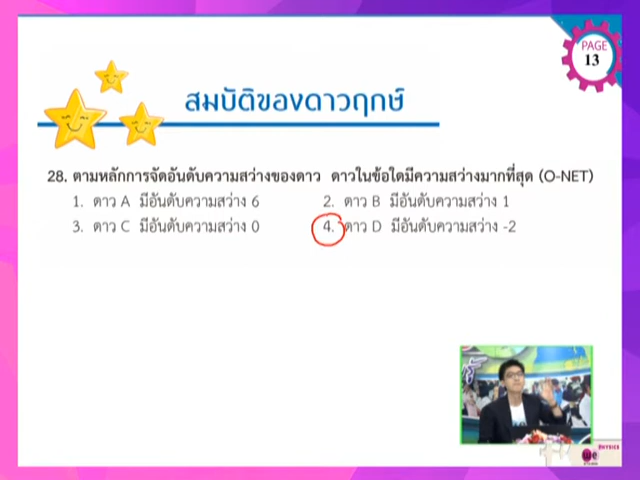 PAGE
13
สมบัติของดาวฤกษ์
28. ตามหลักการจัดอันดับความสว่างของดาว ดาวในข้อใดมีความสว่างมากที่สุด (O-NET)
1. ดาว A มีอันดับความสว่าง 6
2. ดาว B มีอันดับความสว่าง 1
3. ดาว C มีอันดับความสว่าง 0
4. ดาว D มีอันดับความสว่าง -2
PHYSICS
we